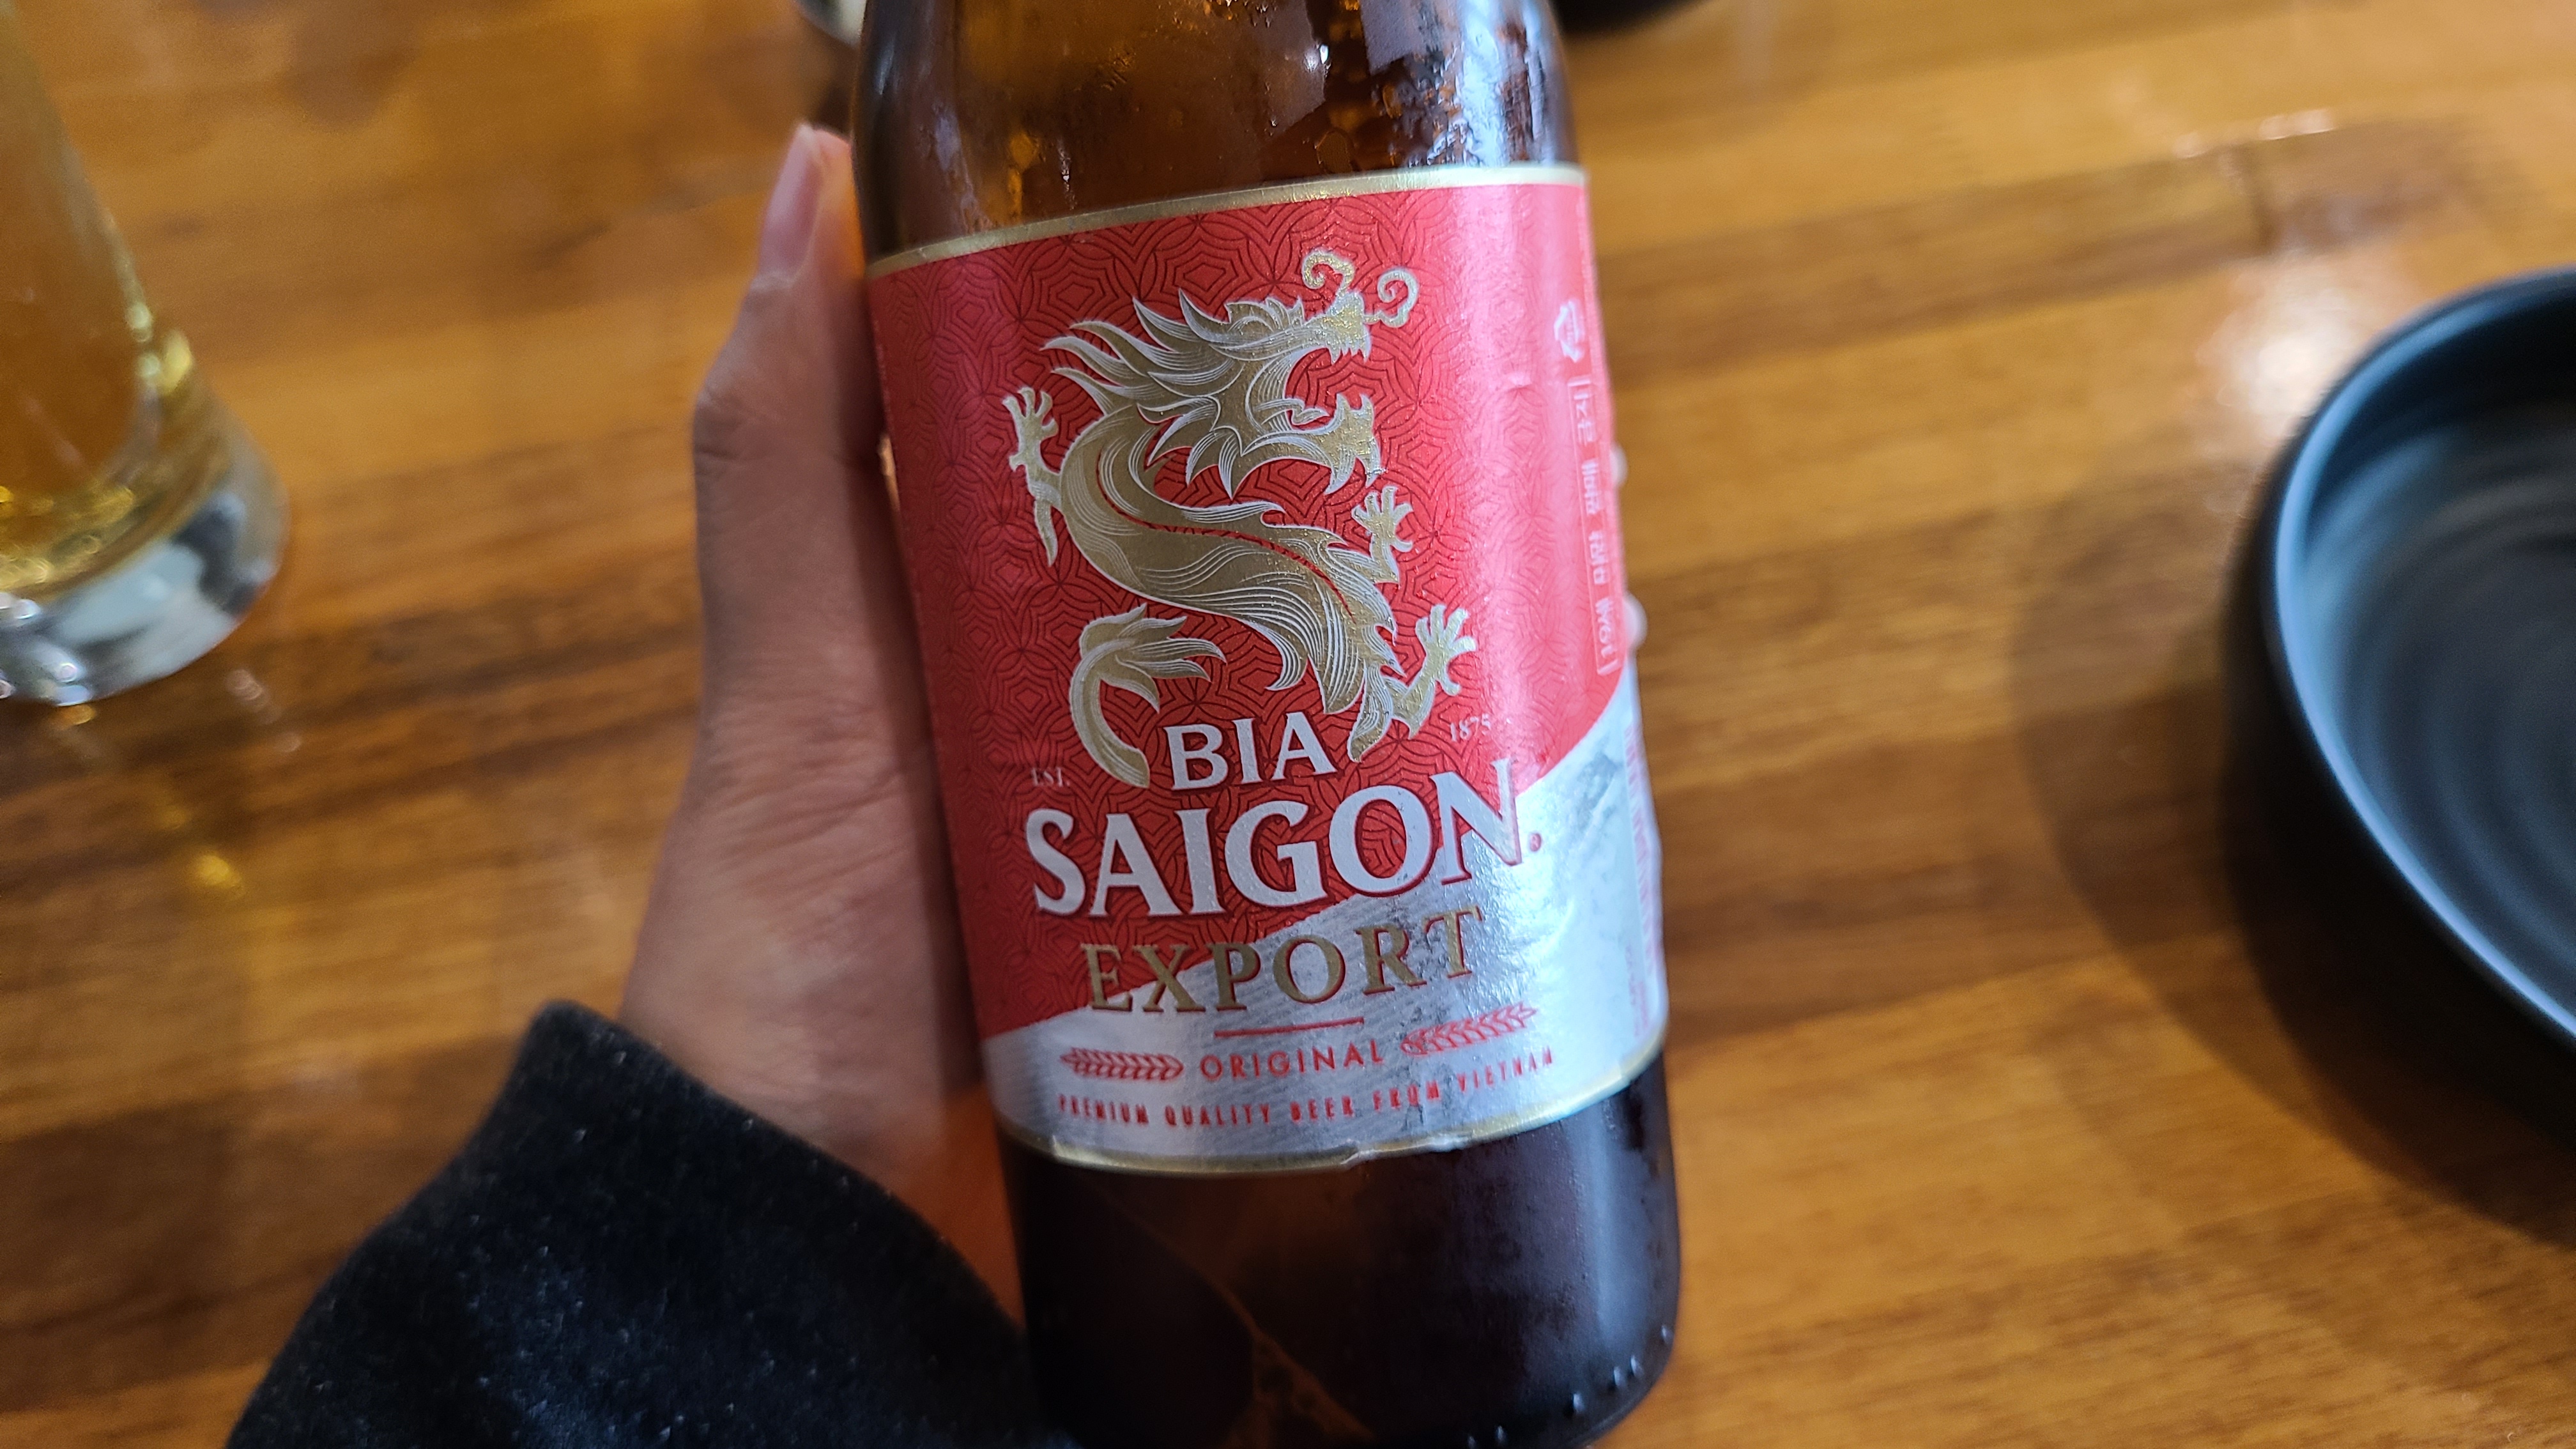 EST.
1875
BIA
SAIGON
EXPORT
ORIGINAL
PREMIUM QUALITY BEER FROM VIETNAM